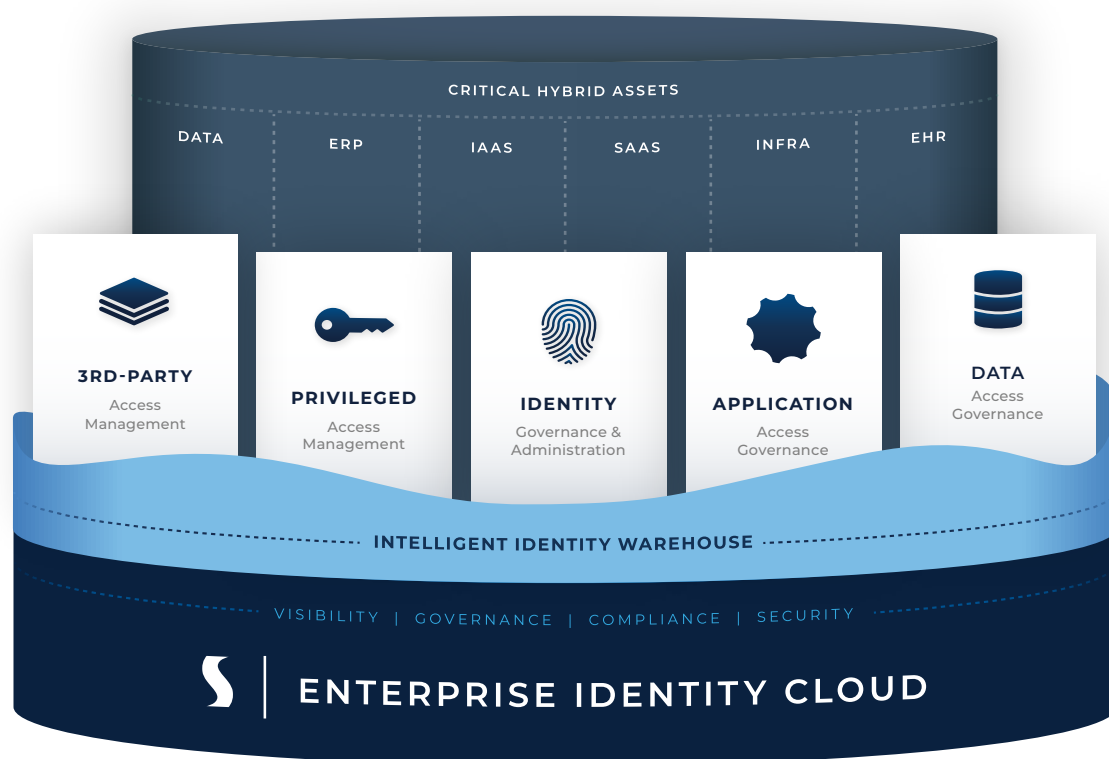 CRITICAL HYBRID ASSETS
DATA
ERP
IAAS
SAAS
INFRA
EHR
3RD-PARTY
Access
Management
PRIVILEGED
Access
Management
IDENTITY
Governance &
Administration
APPLICATION
Access
Governance
DATA
Access
Governance
INTELLIGENT IDENTITY WAREHOUSE
VISIBILITY | GOVERNANCE | COMPLIANCE | SECURITY
ENTERPRISE IDENTITY CLOUD